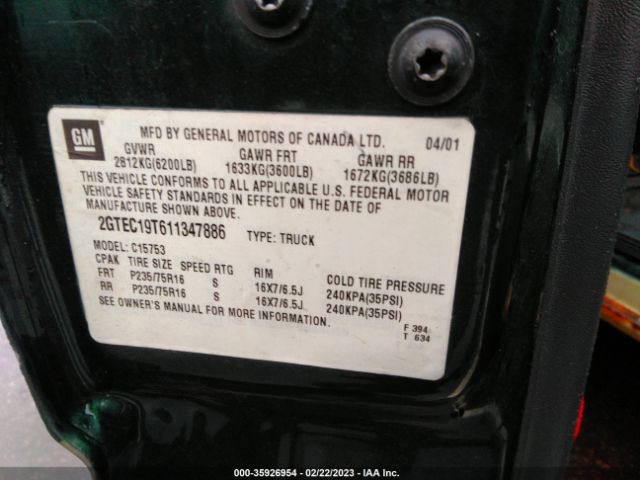 GM
MFD BY GENERAL MOTORS OF CANADA LTD. 04/01
GVWR GAWR FRT GAWR RR
2812KG(6200LB) 1633KG(3600LB) 1672KG(3686LB)
THIS VEHICLE CONFORMS TO ALL APPLICABLE U.S. FEDERAL MOTOR
VEHICLE SAFETY STANDARDS IN EFFECT ON THE DATE OF
MANUFACTURE SHOWN ABOVE.
2GTEC19T611347886 TYPE: TRUCK
MODEL: C15753
CPAK TIRE SIZE SPEED RTG RIM COLD TIRE PRESSURE
FRT P235/75R16 S 16X7/6.5J 240KPA(35PSI)
RR P235/75R16 S 16X7/6.5J 240KPA(35PSI)
SEE OWNER'S MANUAL FOR MORE INFORMATION.
F 394
T 634
000-35926954 - 02/22/2023 - IAA Inc.